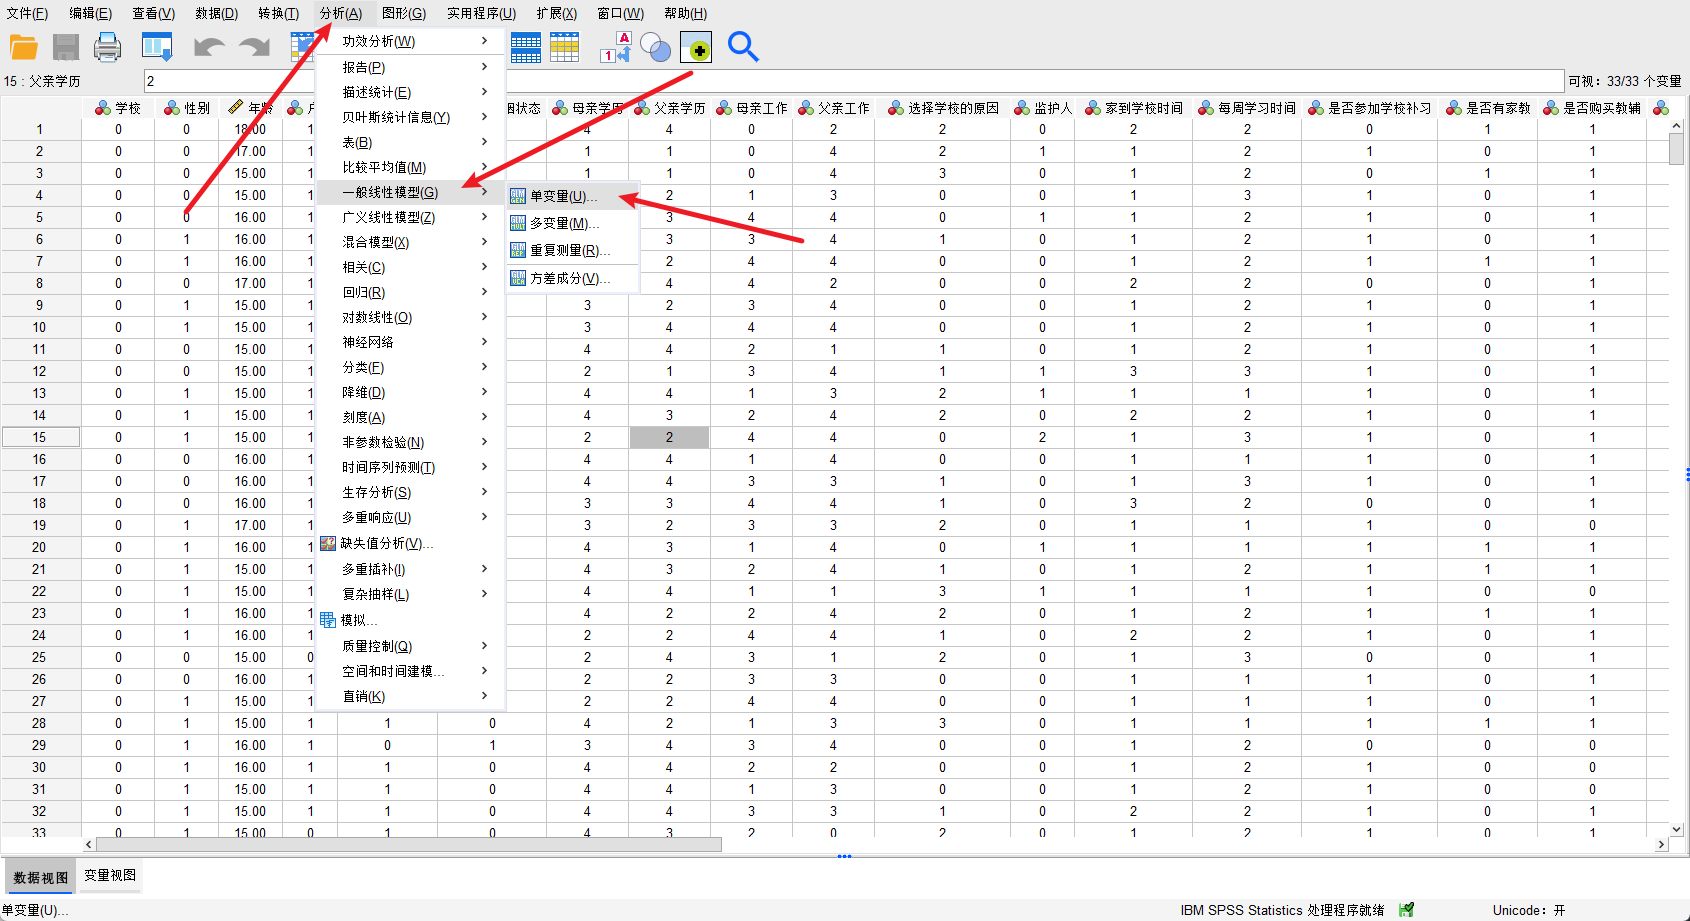 文件(F) 编辑(E) 查看(V) 数据(D) 转换(T) 分析(A) 图形(G) 实用程序(U) 扩展(X) 窗口(W) 帮助(H)
15 : 父亲学历 2 可视: 33/33 个变量
功效分析(W)
报告(P)
描述统计(E)
贝叶斯统计信息(Y)
表(B)
比较平均值(M)
一般线性模型(G)
广义线性模型(Z)
混合模型(X)
相关(C)
回归(R)
对数线性(O)
神经网络
分类(F)
降维(D)
刻度(A)
非参数检验(N)
时间序列预测(T)
生存分析(S)
多重响应(U)
缺失值分析(V)...
多重插补(I)
复杂抽样(L)
模拟...
质量控制(Q)
空间和时间建模...
直销(K)
单变量(U)...
多变量(M)...
重复测量(R)...
方差成分(V)...
学校 性别 年龄 状态 母亲学历 父亲学历 母亲工作 父亲工作 选择学校的原因 监护人 家到学校时间 每周学习时间 是否参加学校补习 是否有家教 是否购买教辅
1 0 0 18.00 1 4 4 0 2 2 0 2 2 0 1 1
2 0 0 17.00 1 1 1 0 4 2 1 1 2 1 0 1
3 0 0 15.00 1 1 1 0 4 3 0 1 2 0 1 1
4 0 0 15.00 1 2 1 3 0 0 1 3 1 0 1
5 0 0 16.00 1 3 4 4 0 1 1 2 1 0 1
6 0 1 16.00 1 3 3 4 1 0 1 2 1 0 1
7 0 1 16.00 1 2 4 4 0 0 1 2 1 1 1
8 0 0 17.00 1 4 4 2 0 0 2 2 0 0 1
9 0 1 15.00 1 3 2 3 4 0 0 1 2 1 0 1
10 0 1 15.00 1 3 4 4 4 0 0 1 2 1 0 1
11 0 0 15.00 1 4 4 2 1 1 0 1 2 1 0 1
12 0 0 15.00 1 2 1 3 4 1 1 3 3 1 0 1
13 0 1 15.00 1 4 4 1 3 2 1 1 1 1 0 1
14 0 1 15.00 1 4 3 2 4 2 0 2 2 1 0 1
15 0 1 15.00 1 2 2 4 4 0 2 1 3 1 0 1
16 0 0 16.00 1 4 4 1 4 0 0 1 1 1 0 1
17 0 0 16.00 1 4 4 3 3 1 0 1 3 1 0 1
18 0 0 16.00 1 3 3 4 4 1 0 3 2 0 0 1
19 0 1 17.00 1 3 2 3 3 2 0 1 1 1 0 0
20 0 1 16.00 1 4 3 1 4 0 1 1 1 1 1 1
21 0 1 15.00 1 4 3 2 4 1 0 1 2 1 1 1
22 0 1 15.00 1 4 4 1 1 3 1 1 1 1 0 0
23 0 1 16.00 1 4 2 2 4 2 0 1 2 1 1 1
24 0 1 16.00 1 2 2 4 4 1 0 2 2 1 0 1
25 0 0 15.00 0 2 4 3 1 2 0 1 3 0 0 1
26 0 0 16.00 1 2 2 3 3 0 0 1 2 1 0 1
27 0 1 15.00 1 2 2 4 4 0 0 1 1 1 0 1
28 0 1 15.00 1 1 0 4 2 1 3 3 0 1 1 1 1 1
29 0 1 16.00 1 0 1 3 4 3 4 0 0 1 2 0 0 0
30 0 1 16.00 1 1 0 4 4 2 2 0 0 1 2 1 0 0
31 0 1 15.00 1 1 0 4 4 1 3 0 0 1 2 1 0 0
32 0 1 15.00 1 1 0 4 4 3 3 1 0 2 2 1 0 1
33 0 1 15.00 0 1 0 4 3 2 0 2 0 1 2 1 0 1
数据视图 变量视图
单变量(U)... IBM SPSS Statistics 处理程序就绪 Unicode: 开